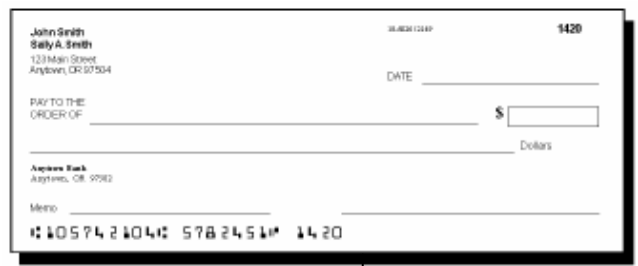 John Smith
Sally A. Smith
123 Main Street
Anytown, OR 97504
1420
DATE
PAY TO THE
ORDER OF
$
Dollars
Anytown Bank
Anytown, OR 97502
Memo
⑆105742104⑆ 5782451⑈ 1420